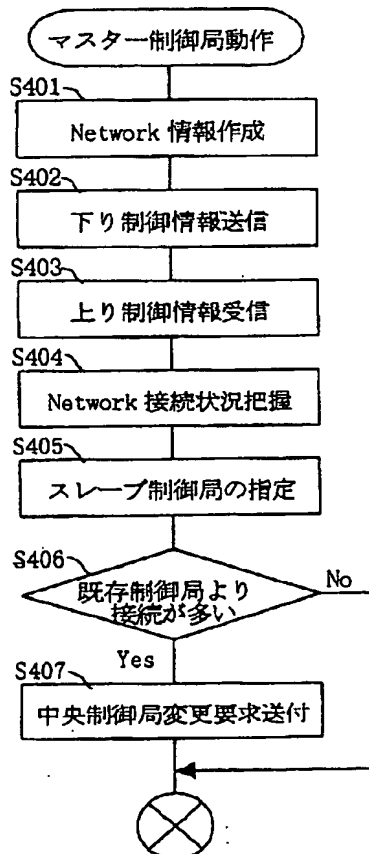 マスター制御局動作
S401
Network 情報作成
S402
下り制御情報送信
S403
上り制御情報受信
S404
Network 接続状況把握
S405
スレーブ制御局の指定
S406
既存制御局より
接続が多い
No
Yes
S407
中央制御局変更要求送付